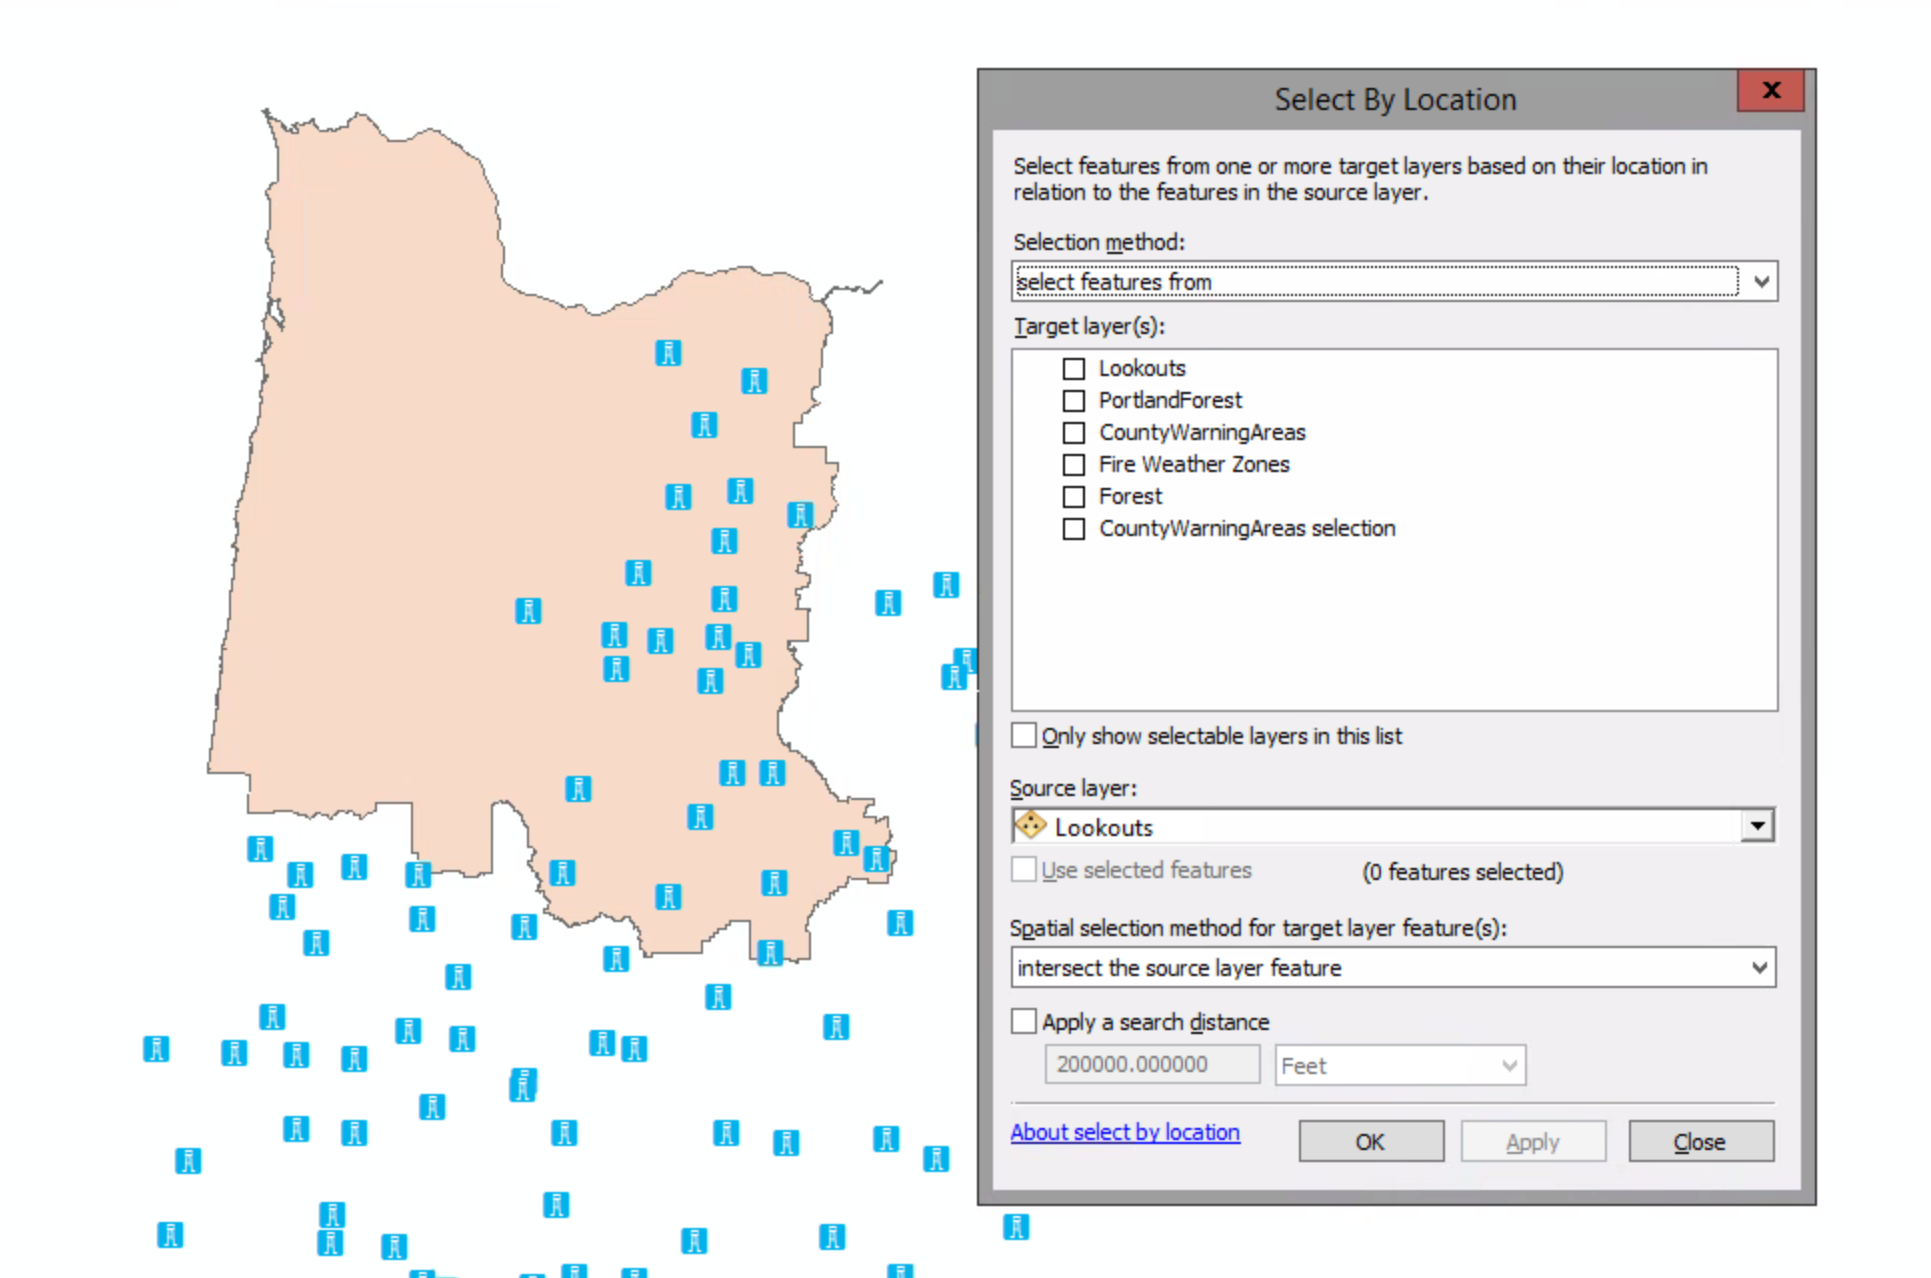 Select By Location
x
Select features from one or more target layers based on their location in
relation to the features in the source layer.
Selection method:
select features from
Target layer(s):
Lookouts
PortlandForest
CountyWarningAreas
Fire Weather Zones
Forest
CountyWarningAreas selection
Only show selectable layers in this list
Source layer:
Lookouts
Use selected features (0 features selected)
Spatial selection method for target layer feature(s):
intersect the source layer feature
Apply a search distance
200000.000000 Feet
About select by location OK Apply Close